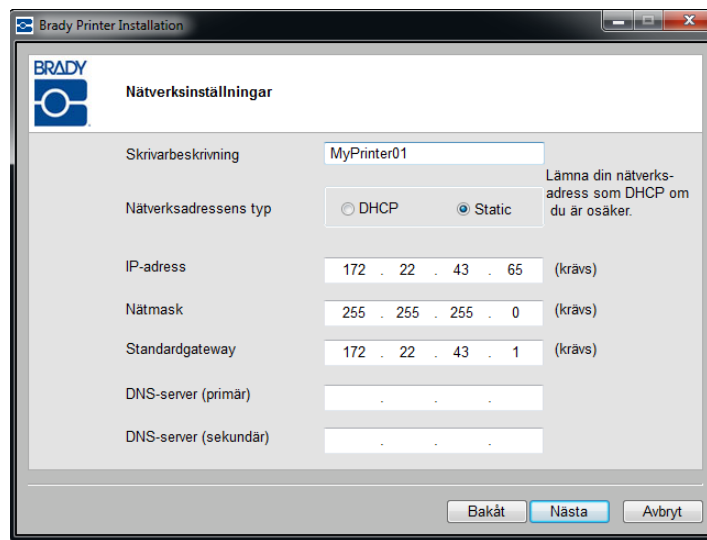 Brady Printer Installation
BRADY
Nätverksinställningar
Skrivarbeskrivning MyPrinter01
Lämna din nätverks-
adress som DHCP om
du är osäker.
Nätverksadressens typ DHCP Static
IP-adress 172 . 22 . 43 . 65 (krävs)
Nätmask 255 . 255 . 255 . 0 (krävs)
Standardgateway 172 . 22 . 43 . 1 (krävs)
DNS-server (primär) . . .
DNS-server (sekundär) . . .
Bakåt Nästa Avbryt